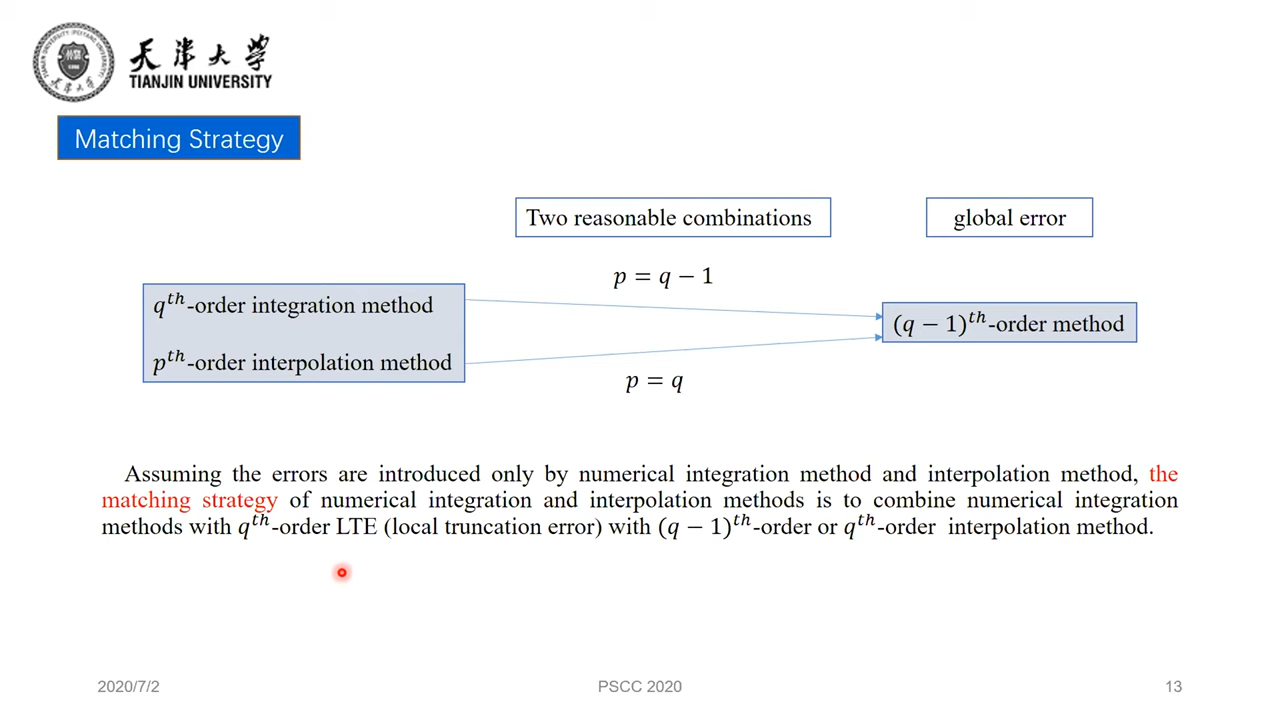 天津大学
TIANJIN UNIVERSITY
Matching Strategy
Two reasonable combinations
global error
p = q − 1
q^{th}-order integration method
(q − 1)^{th}-order method
p^{th}-order interpolation method
p = q
Assuming the errors are introduced only by numerical integration method and interpolation method, the
matching strategy of numerical integration and interpolation methods is to combine numerical integration
methods with q^{th}-order LTE (local truncation error) with (q − 1)^{th}-order or q^{th}-order interpolation method.
2020/7/2
PSCC 2020
13